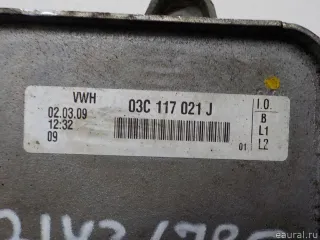 VWH 03C 117 021 J I.O.
02.03.09 B
12:32 L1
09 01 L2
eaural.ru